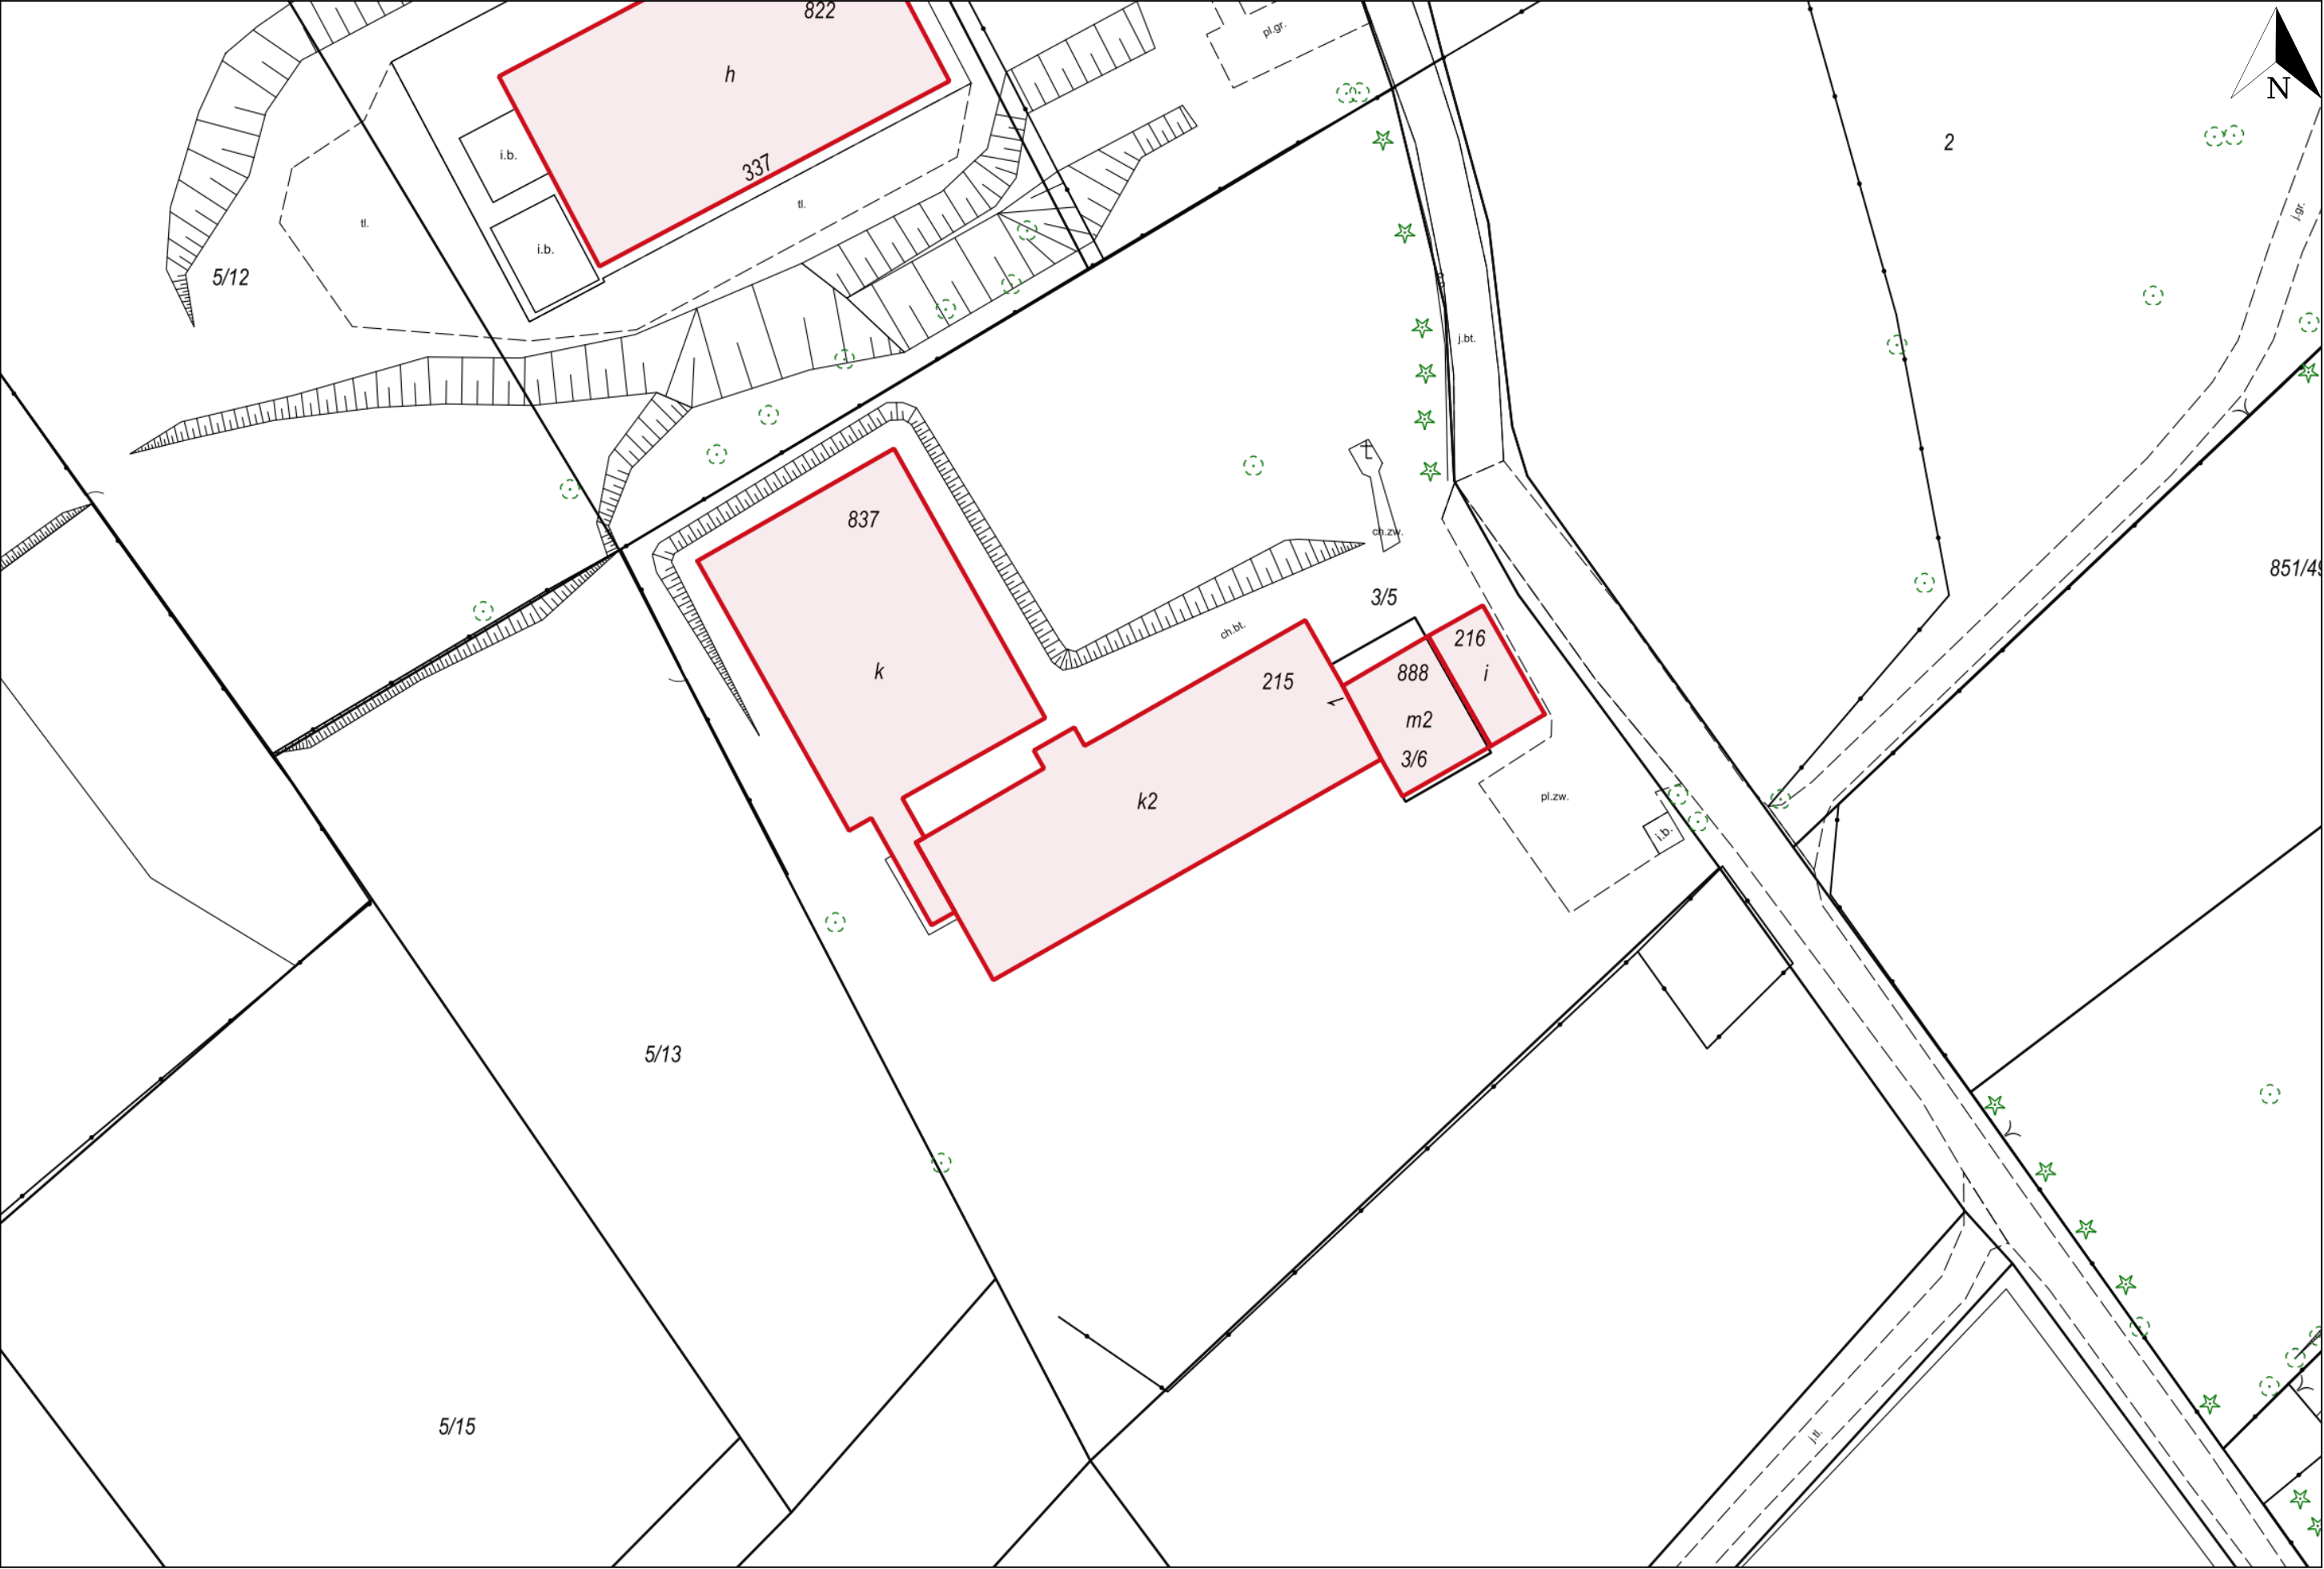 822
pl.gr.
h
N
2
i.b.
337
tl.
tl.
j.gr.
i.b.
5/12
j.bt.
t
837
ch.zw.
851/49
3/5
ch.bt.
216
888
i
k
215
m2
3/6
pl.zw.
k2
i.b.
5/13
5/15
j.tl.